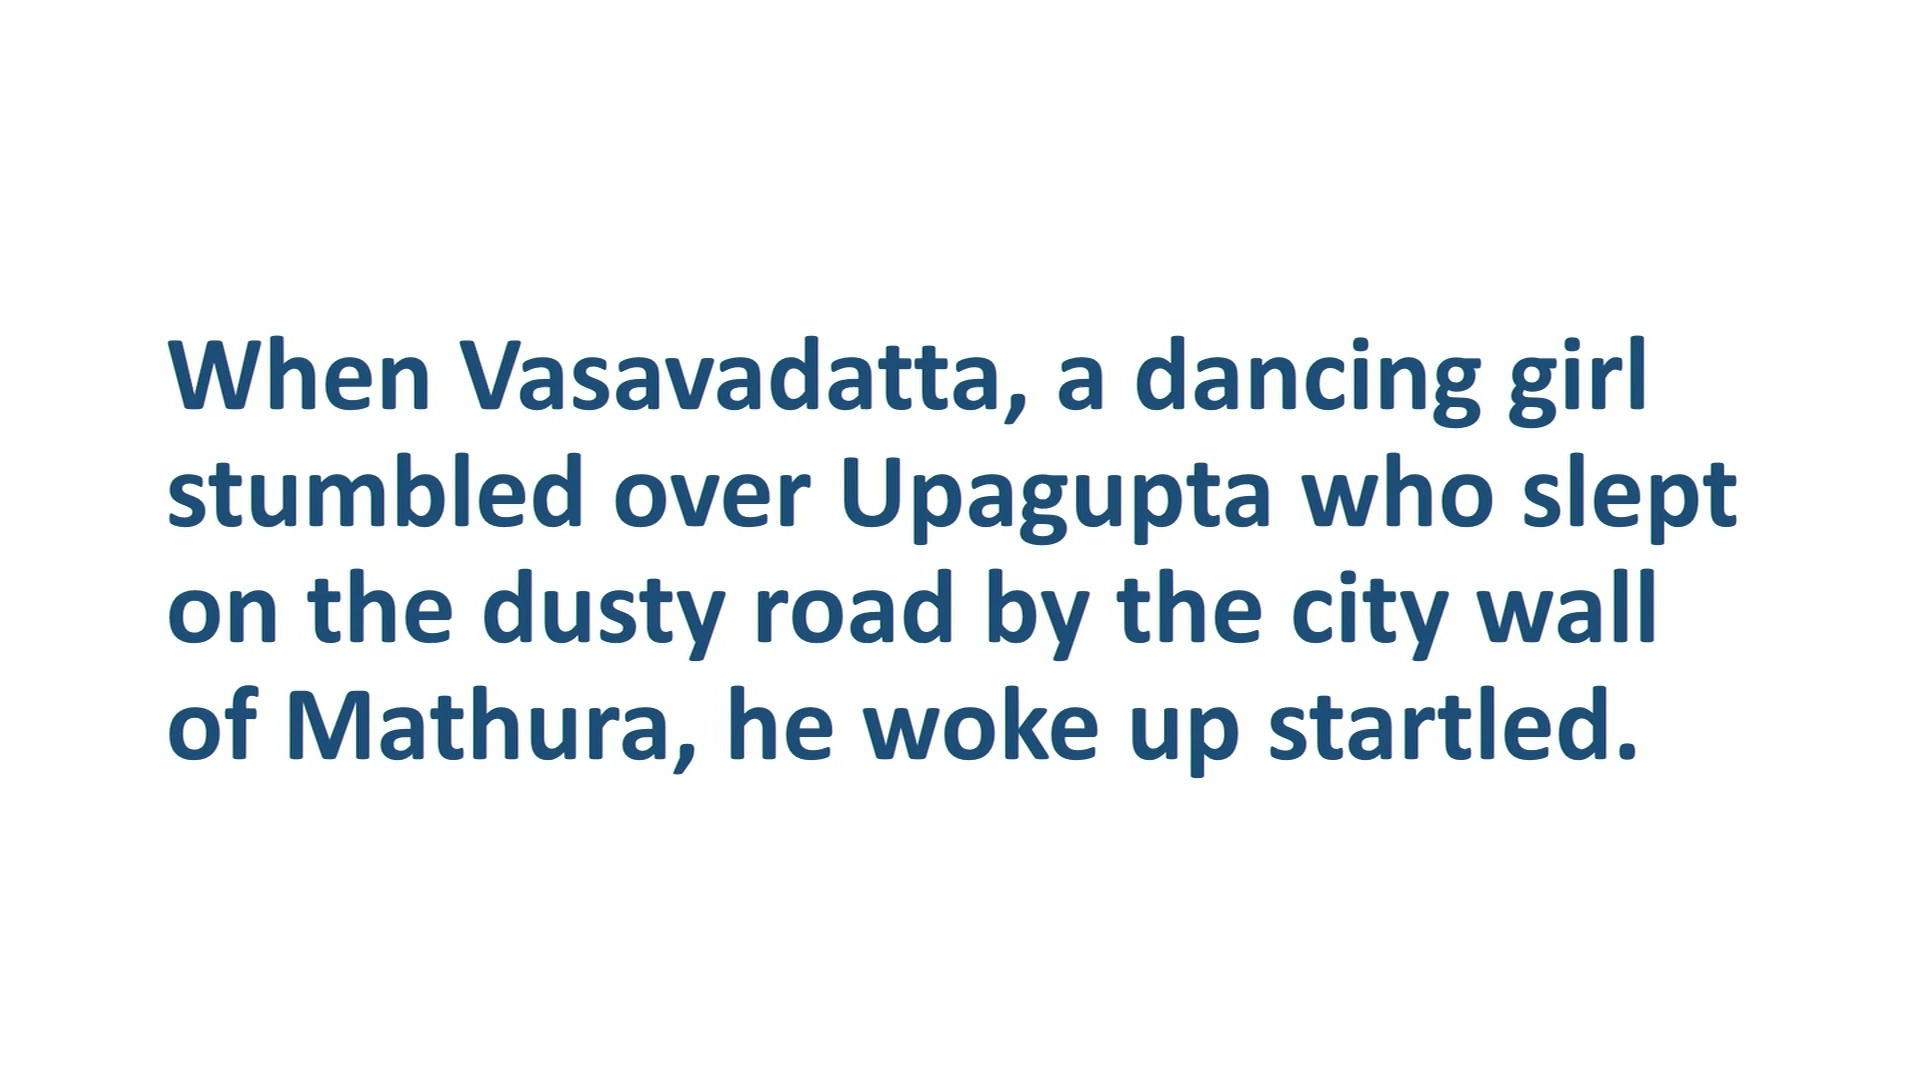 When Vasavadatta, a dancing girl
stumbled over Upagupta who slept
on the dusty road by the city wall
of Mathura, he woke up startled.